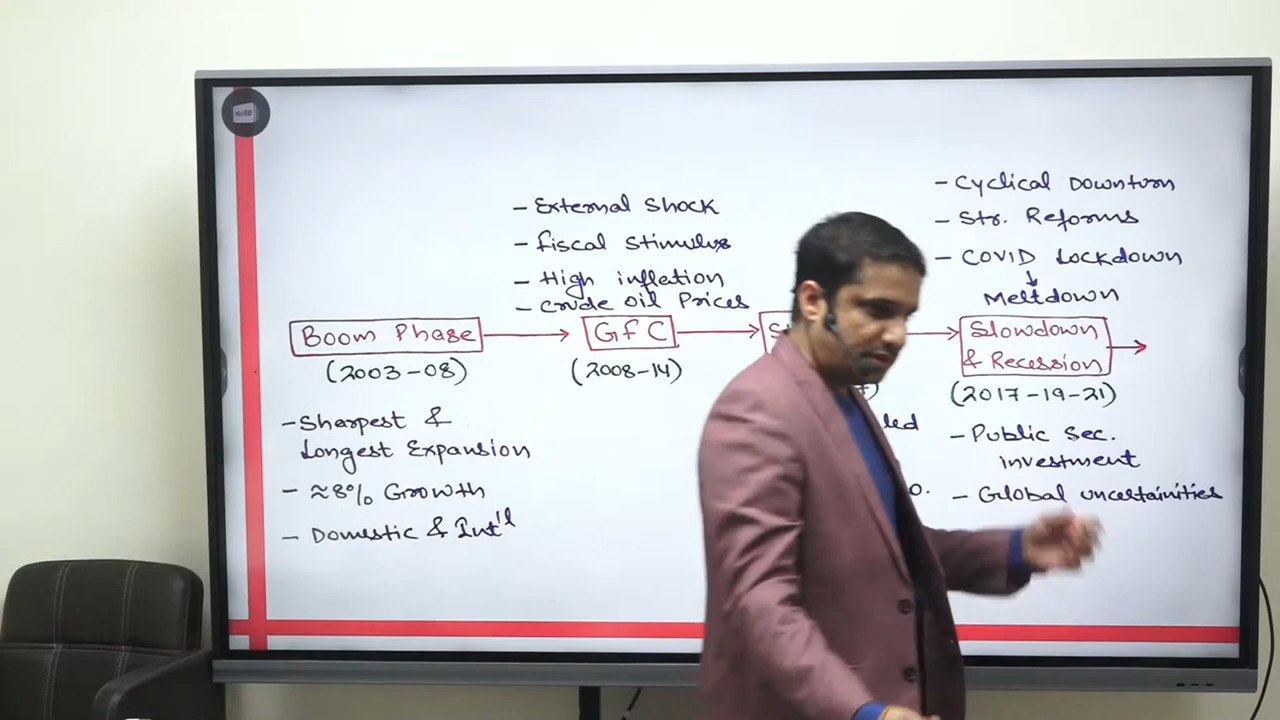 Note
- Cyclical Downturn
- Str. Reforms
- COVID Lockdown
↓
Meltdown
- External Shock
- Fiscal Stimulus
- High inflation
- Crude oil Prices
Boom Phase → GFC → → Slowdown
& Recession →
(2003-08) (2008-14) (2017-19-21)
- Sharpest &
Longest Expansion
- ≈8% Growth
- Domestic & Int'l
- Public Sec.
investment
- Global uncertainities